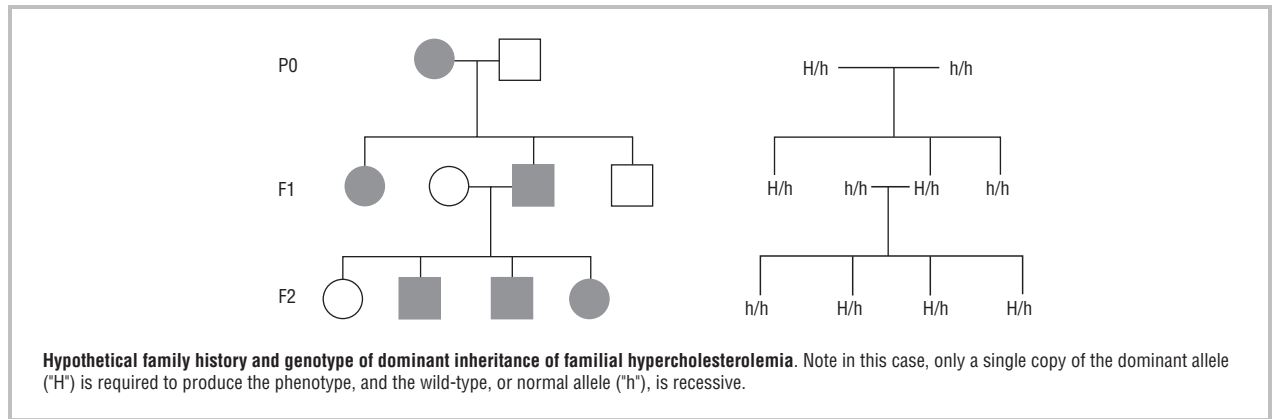 P0
H/h h/h
F1
H/h h/h H/h h/h
F2
h/h H/h H/h H/h
Hypothetical family history and genotype of dominant inheritance of familial hypercholesterolemia. Note in this case, only a single copy of the dominant allele
("H") is required to produce the phenotype, and the wild-type, or normal allele ("h"), is recessive.